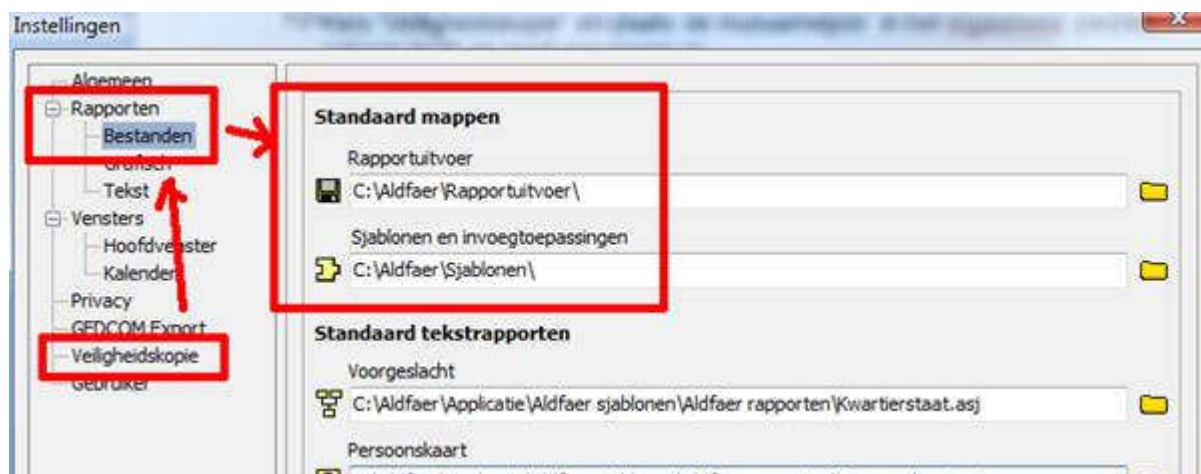 Instellingen
Algemeen
Rapporten
Bestanden
Grafisch
Tekst
Vensters
Hoofdvenster
Kalender
Privacy
GEDCOM Export
Veiligheidskopie
Gebruiker
Standaard mappen
Rapportuitvoer
C:\Aldfaer\Rapportuitvoer\
Sjablonen en invoegtoepassingen
C:\Aldfaer\Sjablonen\
Standaard tekstrapporten
Voorgeslacht
C:\Aldfaer\Applicatie\Aldfaer sjablonen\Aldfaer rapporten\Kwartierstaat.asj
Persoonskaart